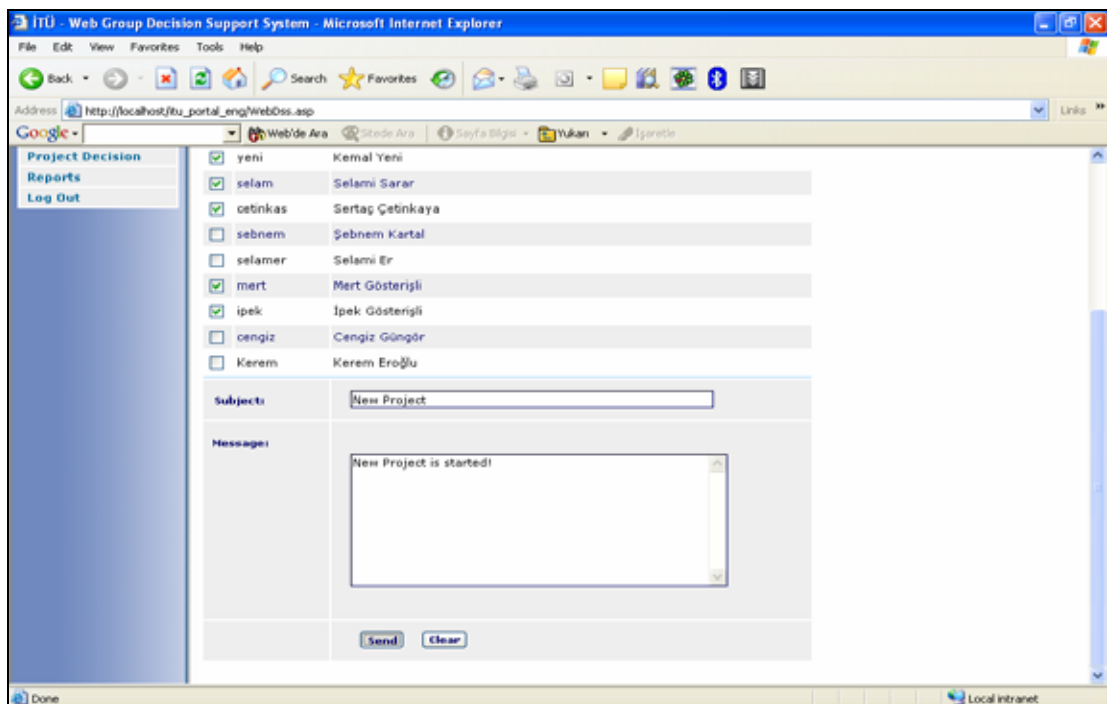 İTÜ - Web Group Decision Support System - Microsoft Internet Explorer
File Edit View Favorites Tools Help
Back Search Favorites
Address http://localhost/itu_portal_eng/WebDss.asp Links »
Google Web'de Ara Sitede Ara Sayfa Bilgisi Yukarı İşaretle
Project Decision
Reports
Log Out
yeni Kemal Yeni
selam Selami Sarar
cetinkas Sertaç Çetinkaya
sebnem Şebnem Kartal
selamer Selami Er
mert Mert Gösterişli
ipek İpek Gösterişli
cengiz Cengiz Güngör
Kerem Kerem Eroğlu
Subject: New Project
Message:
New Project is started!
Send Clear
Done Local intranet